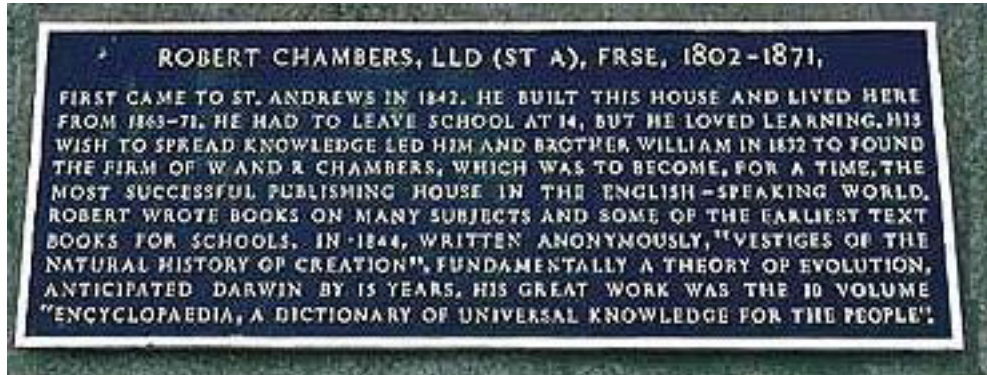 ROBERT CHAMBERS, LLD (ST A), FRSE, 1802-1871,
FIRST CAME TO ST. ANDREWS IN 1842. HE BUILT THIS HOUSE AND LIVED HERE
FROM 1863-71. HE HAD TO LEAVE SCHOOL AT 14, BUT HE LOVED LEARNING. HIS
WISH TO SPREAD KNOWLEDGE LED HIM AND BROTHER WILLIAM IN 1832 TO FOUND
THE FIRM OF W AND R CHAMBERS, WHICH WAS TO BECOME, FOR A TIME, THE
MOST SUCCESSFUL PUBLISHING HOUSE IN THE ENGLISH-SPEAKING WORLD.
ROBERT WROTE BOOKS ON MANY SUBJECTS AND SOME OF THE EARLIEST TEXT
BOOKS FOR SCHOOLS. IN 1844, WRITTEN ANONYMOUSLY, "VESTIGES OF THE
NATURAL HISTORY OF CREATION", FUNDAMENTALLY A THEORY OF EVOLUTION,
ANTICIPATED DARWIN BY 15 YEARS. HIS GREAT WORK WAS THE 10 VOLUME
"ENCYCLOPAEDIA, A DICTIONARY OF UNIVERSAL KNOWLEDGE FOR THE PEOPLE".